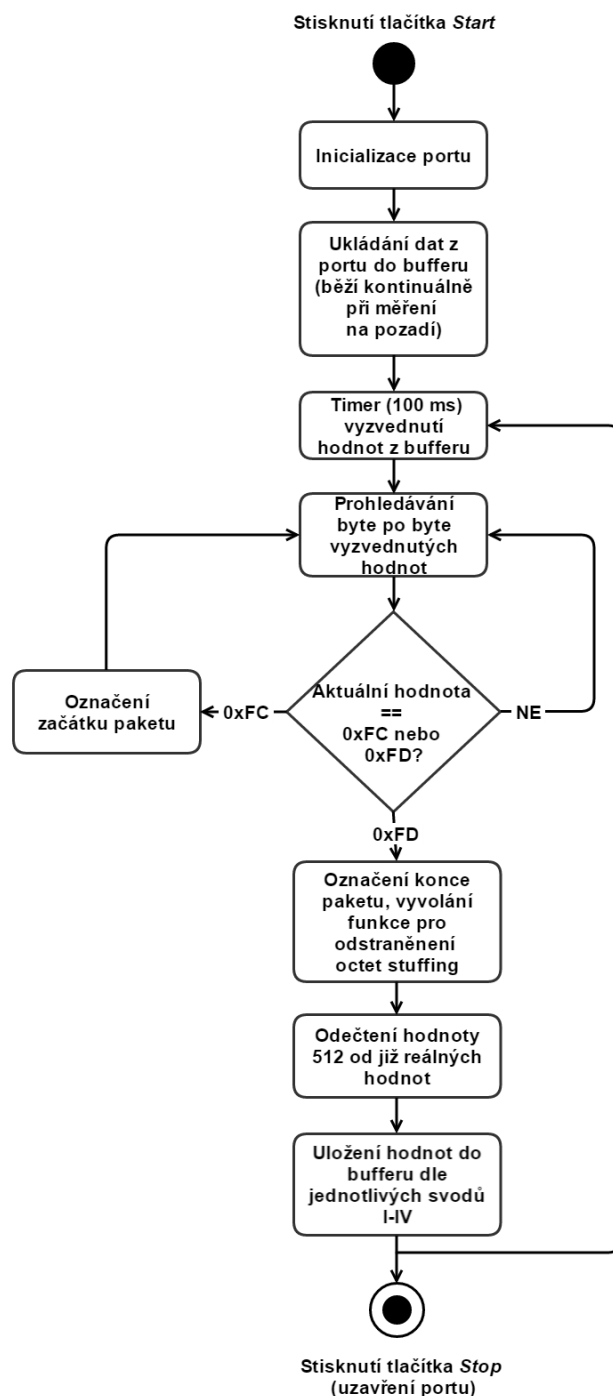 Stisknutí tlačítka Start
Inicializace portu
Ukládání dat z
portu do bufferu
(běží kontinuálně
při měření
na pozadí)
Timer (100 ms)
vyzvednutí
hodnot z bufferu
Prohledávání
byte po byte
vyzvednutých
hodnot
Aktuální hodnota
==
0xFC nebo
0xFD?
0xFC
Označení
začátku paketu
NE
0xFD
Označení konce
paketu, vyvolání
funkce pro
odstraněnení
octet stuffing
Odečtení hodnoty
512 od již reálných
hodnot
Uložení hodnot do
bufferu dle
jednotlivých svodů
I-IV
Stisknutí tlačítka Stop
(uzavření portu)